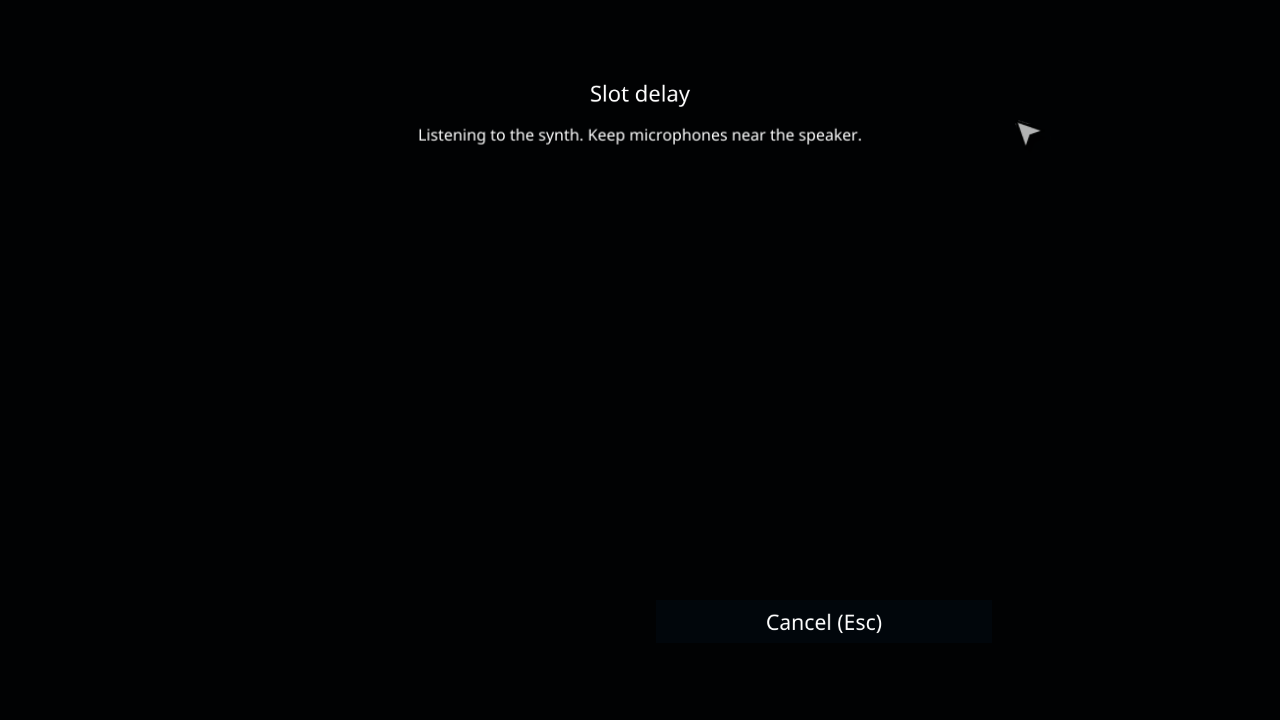 Slot delay
Listening to the synth. Keep microphones near the speaker.
Cancel (Esc)